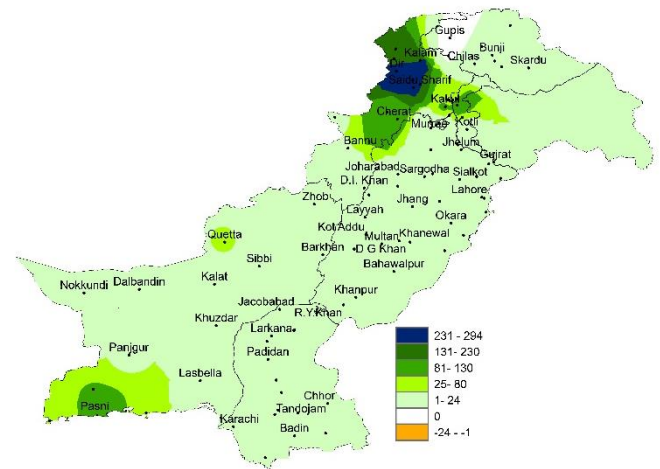 Gupis
Kalam
Chilas
Bunji
Skardu
Dir
Saidu Sharif
Kakul
Cherat
Murree
Kotli
Bannu
Jhelum
Gujrat
Joharabad
Sargodha
Sialkot
D.I. Khan
Lahore
Zhob
Jhang
Layyah
Okara
Kot Addu
Quetta
Multan
Khanewal
Barkhan
D G Khan
Sibbi
Bahawalpur
Kalat
Nokkundi
Dalbandin
Khanpur
Jacobabad
R.Y.Khan
Khuzdar
Larkana
Panjgur
Padidan
Lasbella
Pasni
Chhor
Tandojam
Karachi
Badin
231 - 294
131- 230
81- 130
25- 80
1- 24
0
-24 - -1